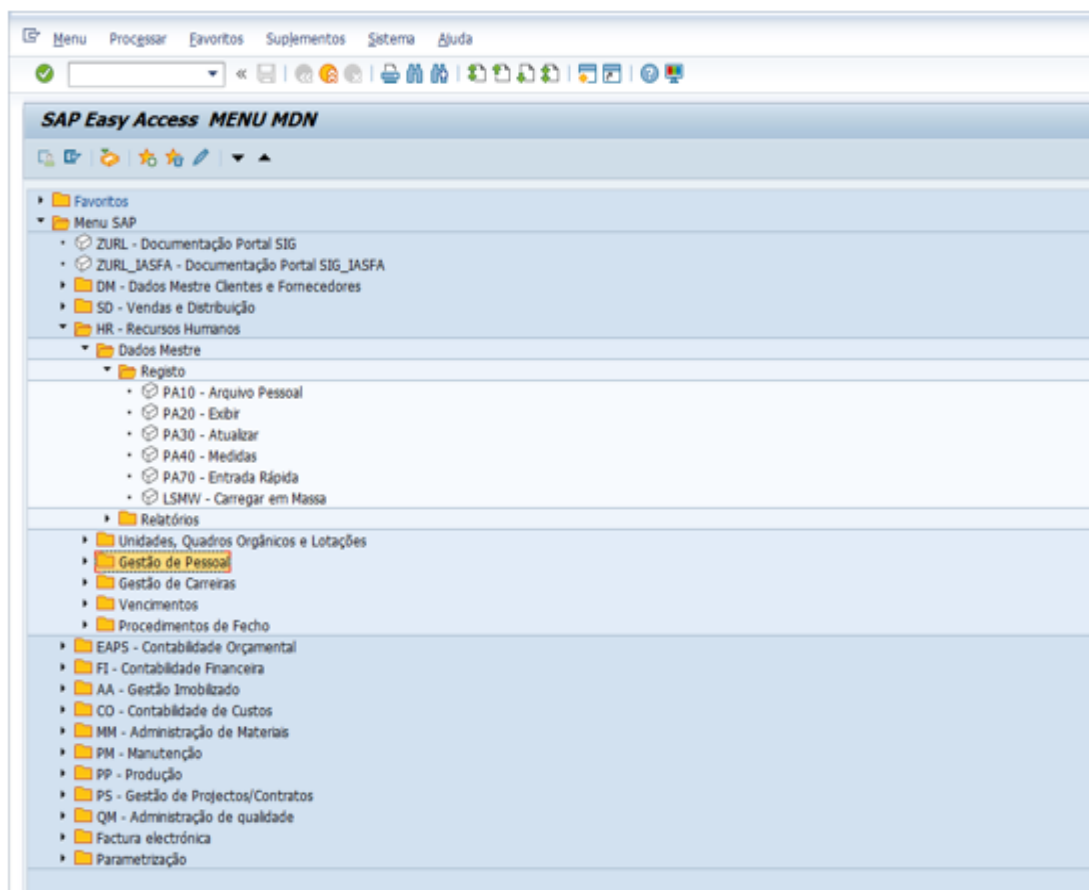 Menu Processar Favoritos Suplementos Sistema Ajuda
SAP Easy Access MENU MDN
Favoritos
Menu SAP
ZURL - Documentação Portal SIG
ZURL_IASFA - Documentação Portal SIG_IASFA
DM - Dados Mestre Clientes e Fornecedores
SD - Vendas e Distribuição
HR - Recursos Humanos
Dados Mestre
Registo
PA10 - Arquivo Pessoal
PA20 - Exibir
PA30 - Atualizar
PA40 - Medidas
PA70 - Entrada Rápida
LSMW - Carregar em Massa
Relatórios
Unidades, Quadros Orgânicos e Lotações
Gestão de Pessoal
Gestão de Carreiras
Vencimentos
Procedimentos de Fecho
EAPS - Contabilidade Orçamental
FI - Contabilidade Financeira
AA - Gestão Imobilizado
CO - Contabilidade de Custos
MM - Administração de Materiais
PM - Manutenção
PP - Produção
PS - Gestão de Projectos/Contratos
QM - Administração de qualidade
Factura electrónica
Parametrização